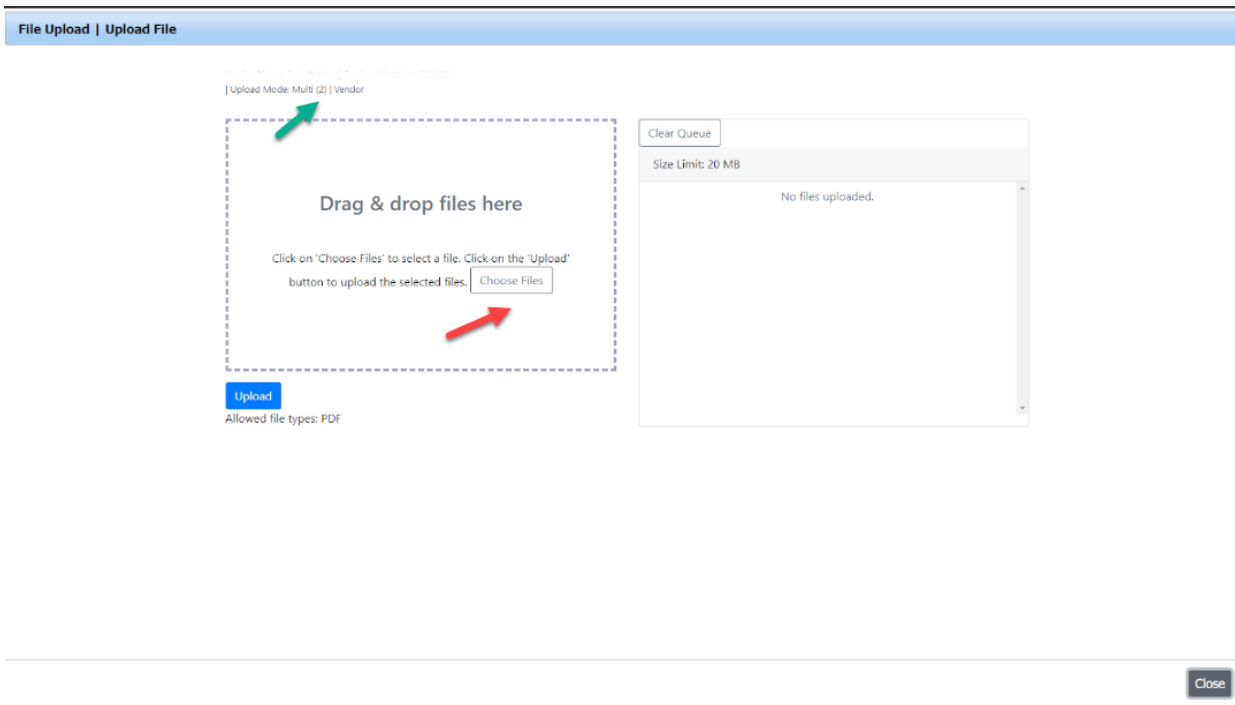 File Upload | Upload File
| Upload Mode: Multi (2) | Vendor
Drag & drop files here
Click on 'Choose Files' to select a file. Click on the 'Upload'
button to upload the selected files. Choose Files
Upload
Allowed file types: PDF
Clear Queue
Size Limit: 20 MB
No files uploaded.
Close